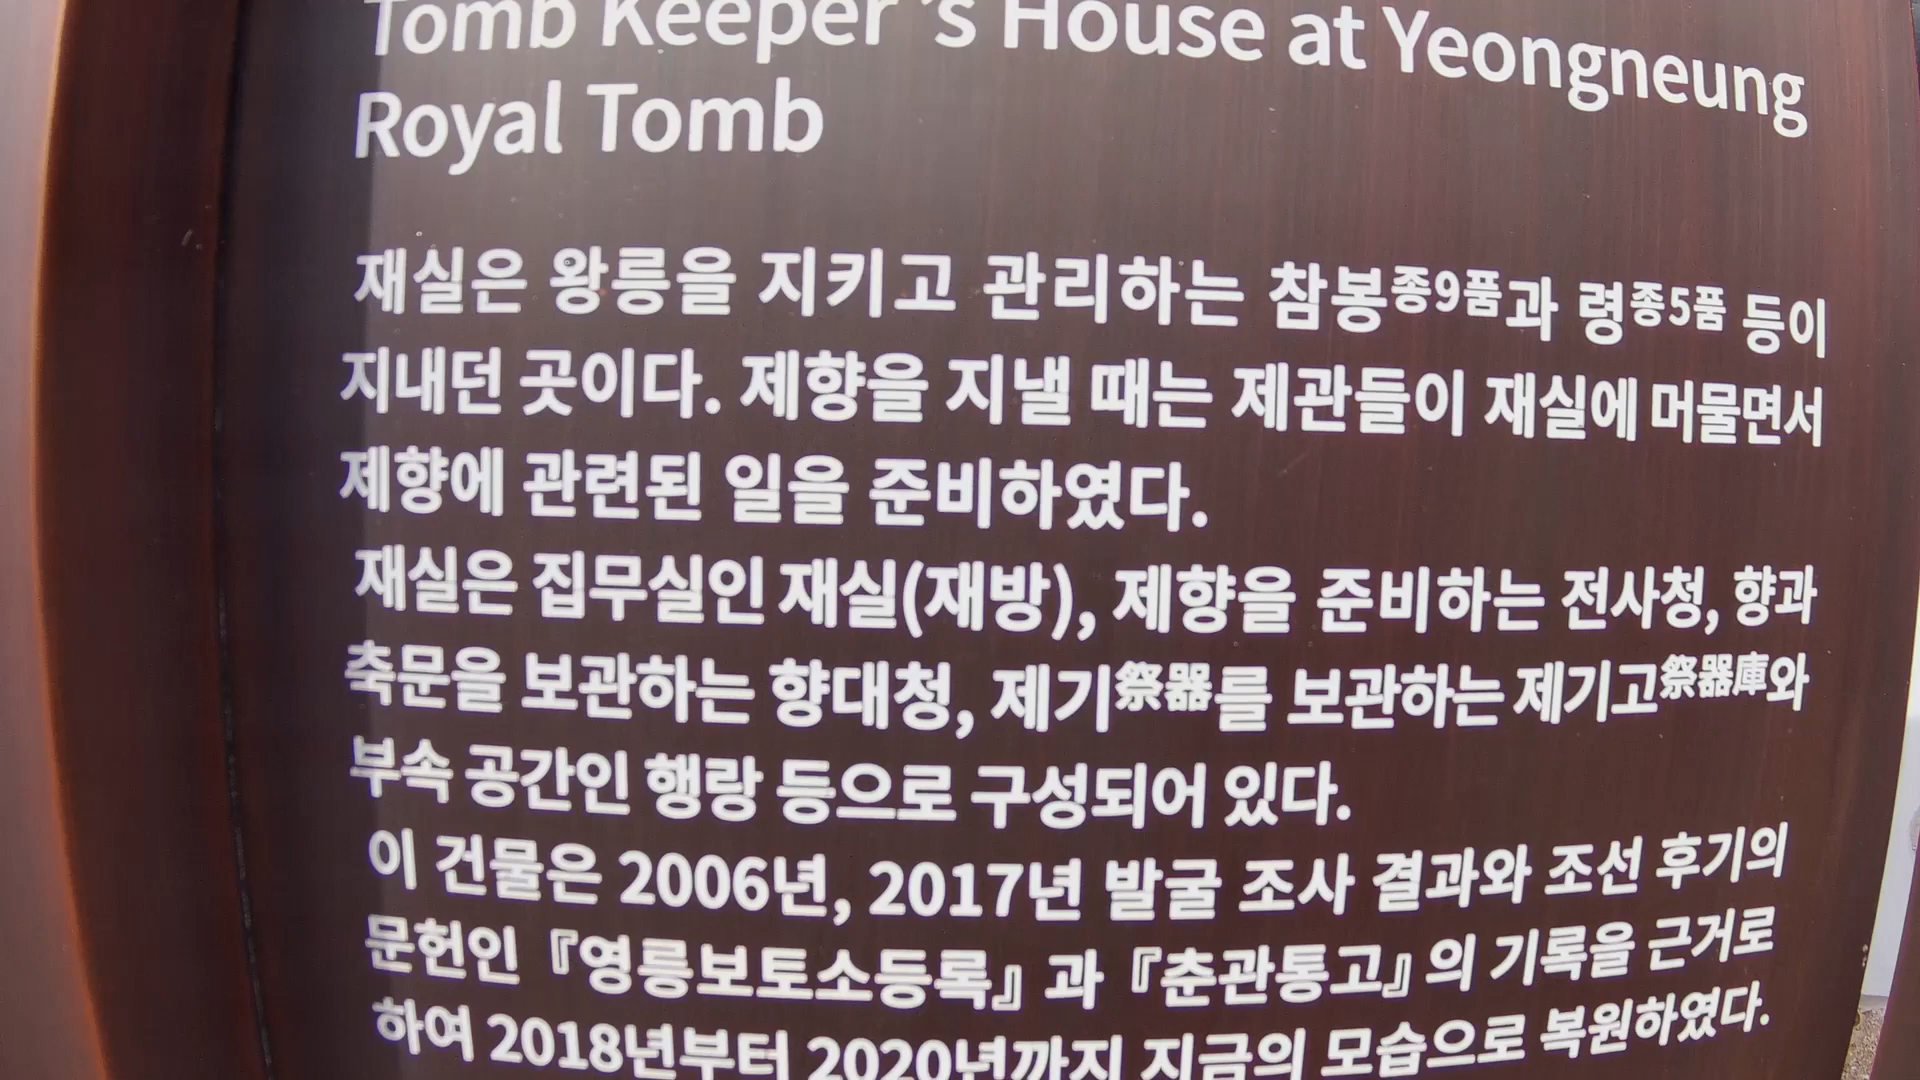 Tomb Keeper's House at Yeongneung
Royal Tomb
재실은 왕릉을 지키고 관리하는 참봉종9품과 령종5품 등이
지내던 곳이다. 제향을 지낼 때는 제관들이 재실에 머물면서
제향에 관련된 일을 준비하였다.
재실은 집무실인 재실(재방), 제향을 준비하는 전사청, 향과
축문을 보관하는 향대청, 제기祭器를 보관하는 제기고祭器庫와
부속 공간인 행랑 등으로 구성되어 있다.
이 건물은 2006년, 2017년 발굴 조사 결과와 조선 후기의
문헌인 『영릉보토소등록』과 『춘관통고』의 기록을 근거로
하여 2018년부터 2020년까지 지금의 모습으로 복원하였다.